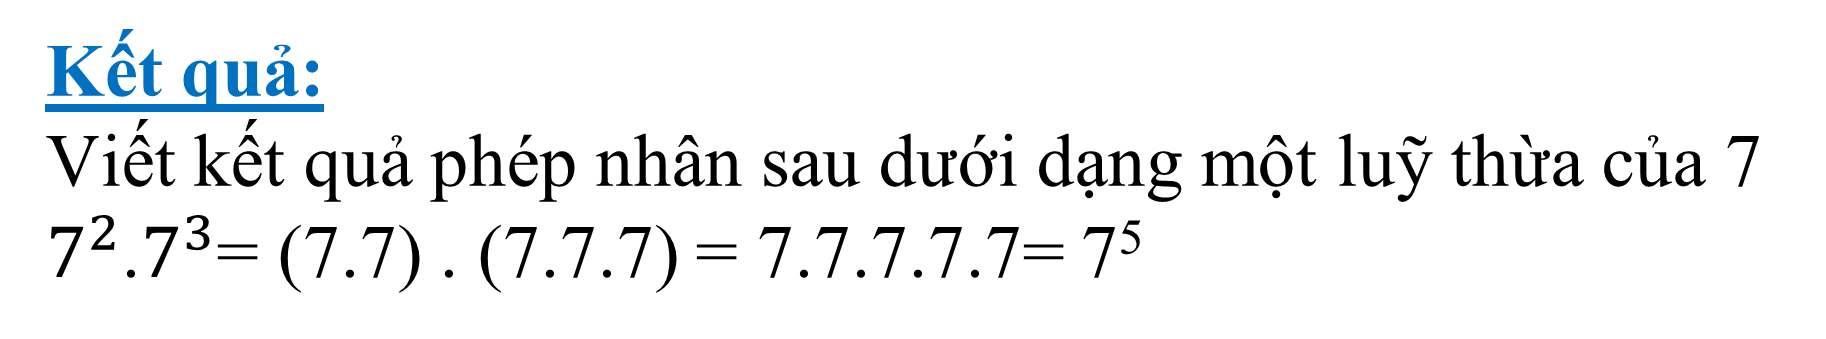 Kết quả:
Viết kết quả phép nhân sau dưới dạng một luỹ thừa của 7
7².7³= (7.7) . (7.7.7) = 7.7.7.7.7= 7⁵